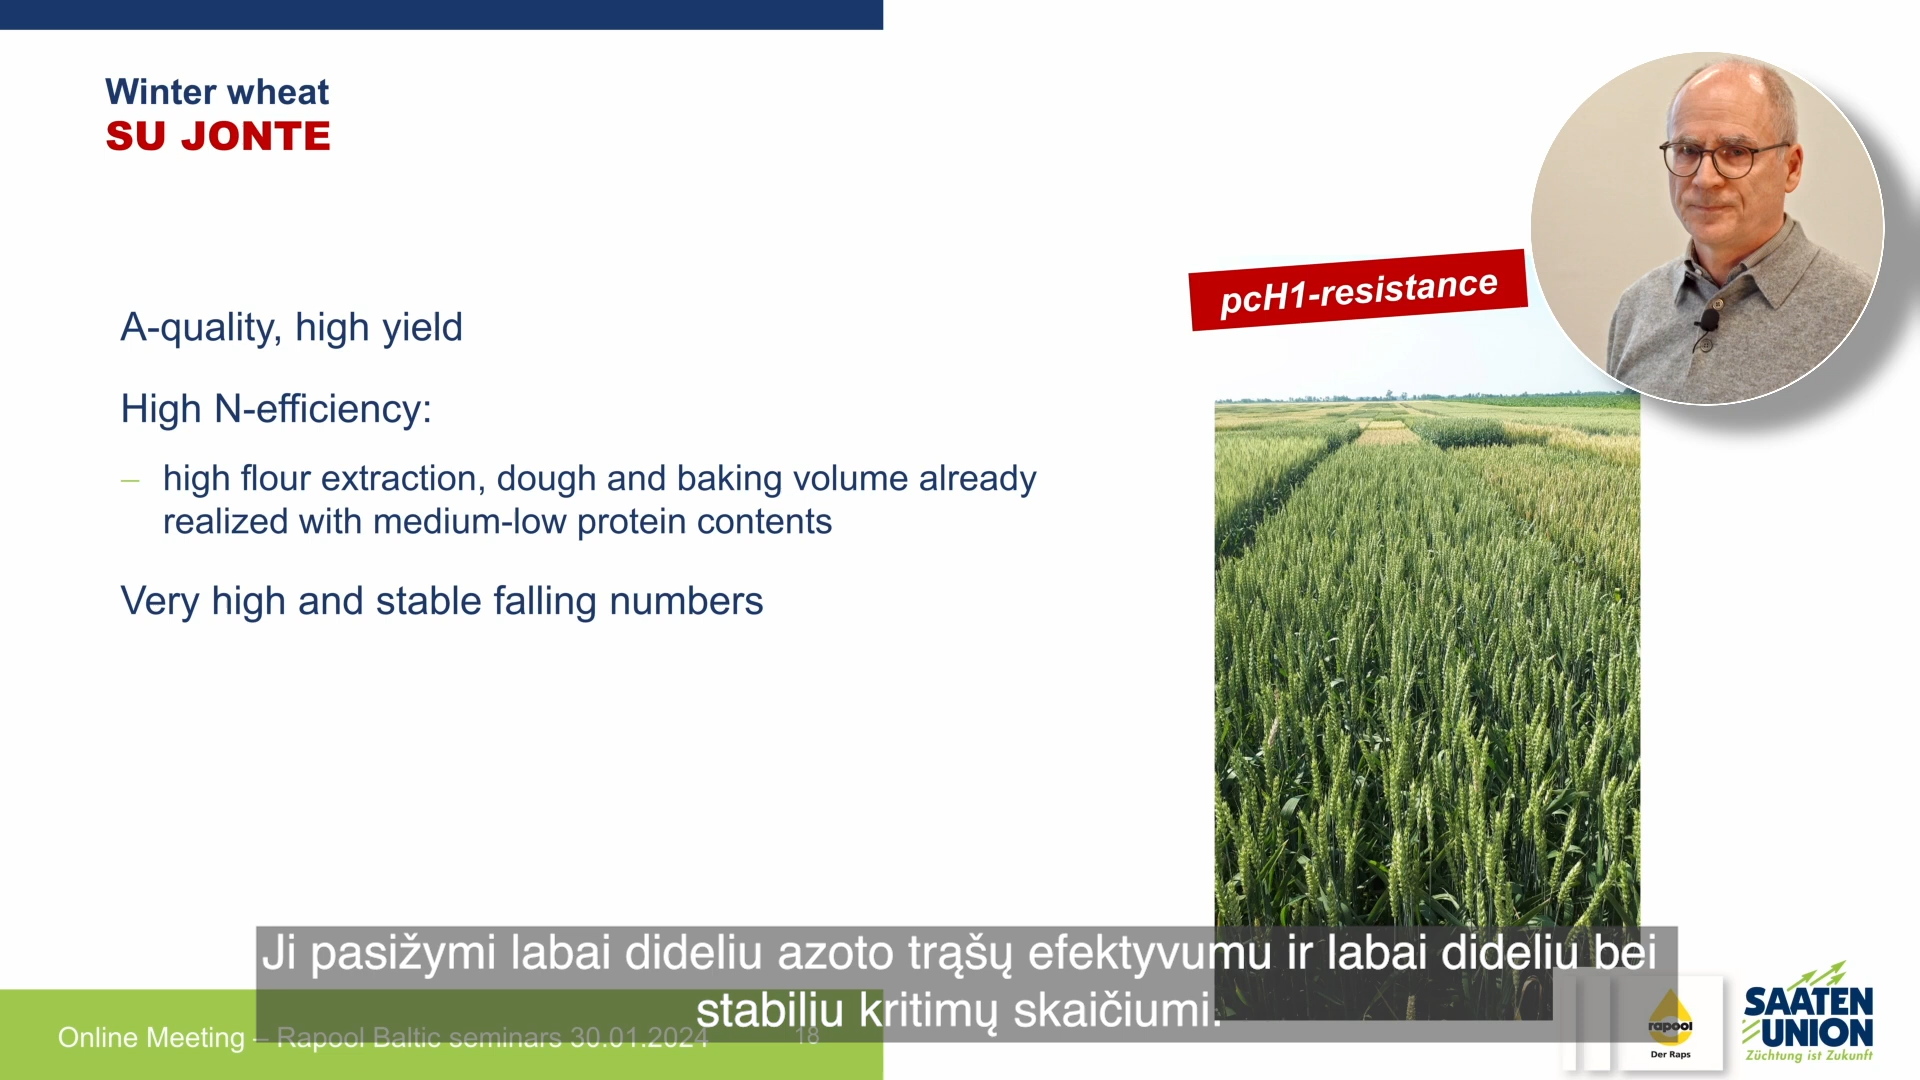 Winter wheat
SU JONTE
pcH1-resistance
A-quality, high yield
High N-efficiency:
– high flour extraction, dough and baking volume already
realized with medium-low protein contents
Very high and stable falling numbers
Ji pasižymi labai dideliu azoto trąšų efektyvumu ir labai dideliu bei
stabiliu kritimų skaičiumi.
Online Meeting – Rapool Baltic seminars 30.01.2024
18
rapool
Der Raps
SAATEN
UNION
Züchtung ist Zukunft